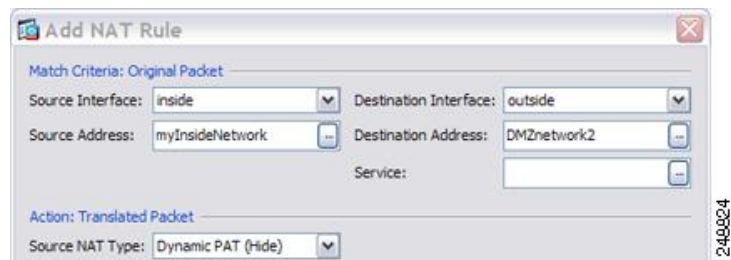 Add NAT Rule
Match Criteria: Original Packet
Source Interface: inside Destination Interface: outside
Source Address: myInsideNetwork ... Destination Address: DMZnetwork2 ...
Service: ...
Action: Translated Packet
Source NAT Type: Dynamic PAT (Hide)
248824